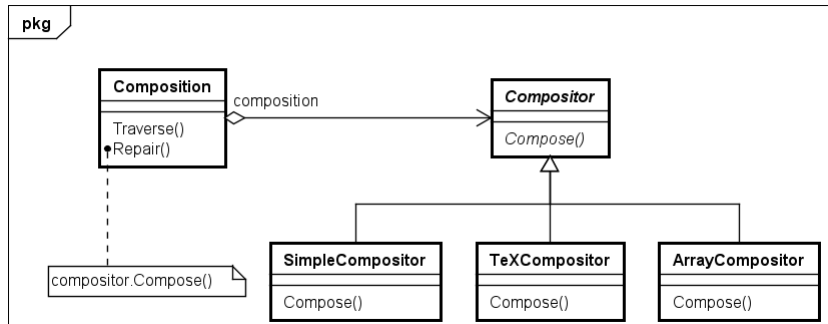 pkg
Composition
Traverse()
Repair()
composition
Compositor
Compose()
compositor.Compose()
SimpleCompositor
Compose()
TeXCompositor
Compose()
ArrayCompositor
Compose()